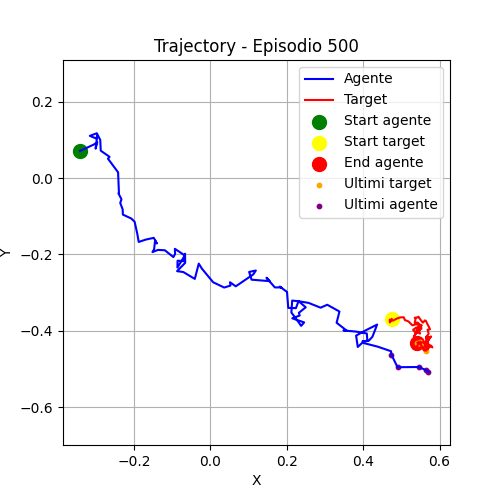 Trajectory - Episodio 500
Agente
Target
Start agente
Start target
End agente
Ultimi target
Ultimi agente
0.2
0.0
−0.2
−0.4
−0.6
Y
−0.2
0.0
0.2
0.4
0.6
X